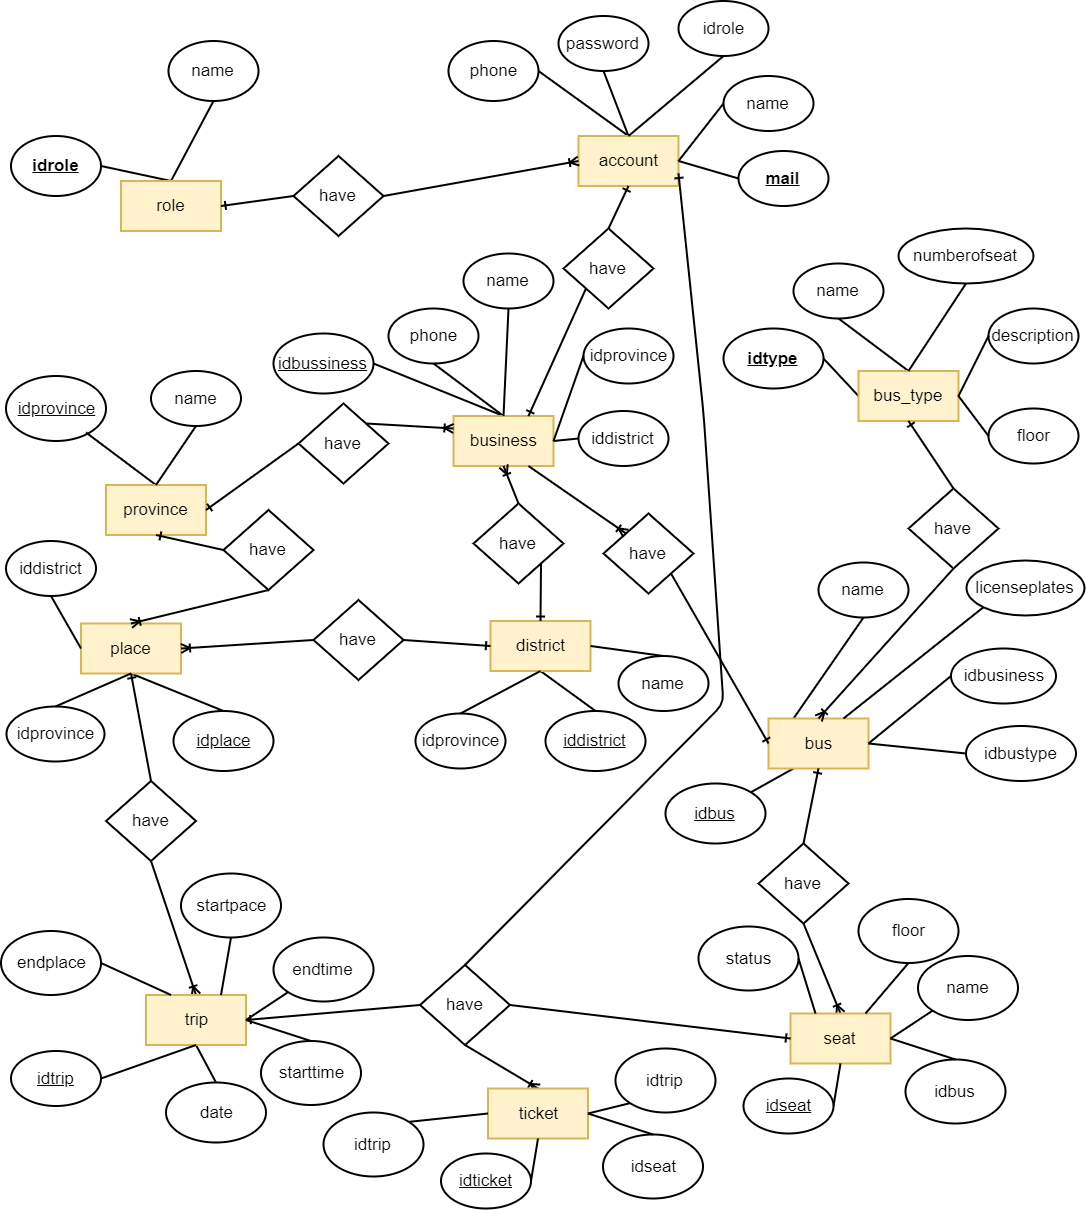 idrole
password
name
phone
name
account
idrole
mail
role
have
have
numberofseat
name
name
phone
description
idprovince
idtype
idbussiness
bus_type
name
idprovince
floor
business
iddistrict
have
province
have
have
have
have
iddistrict
name
licenseplates
have
district
place
idbusiness
name
idprovince
idplace
idprovince
iddistrict
bus
idbustype
idbus
have
have
startpace
floor
status
endplace
endtime
name
have
trip
seat
starttime
idtrip
idtrip
idbus
idseat
date
ticket
idtrip
idseat
idticket